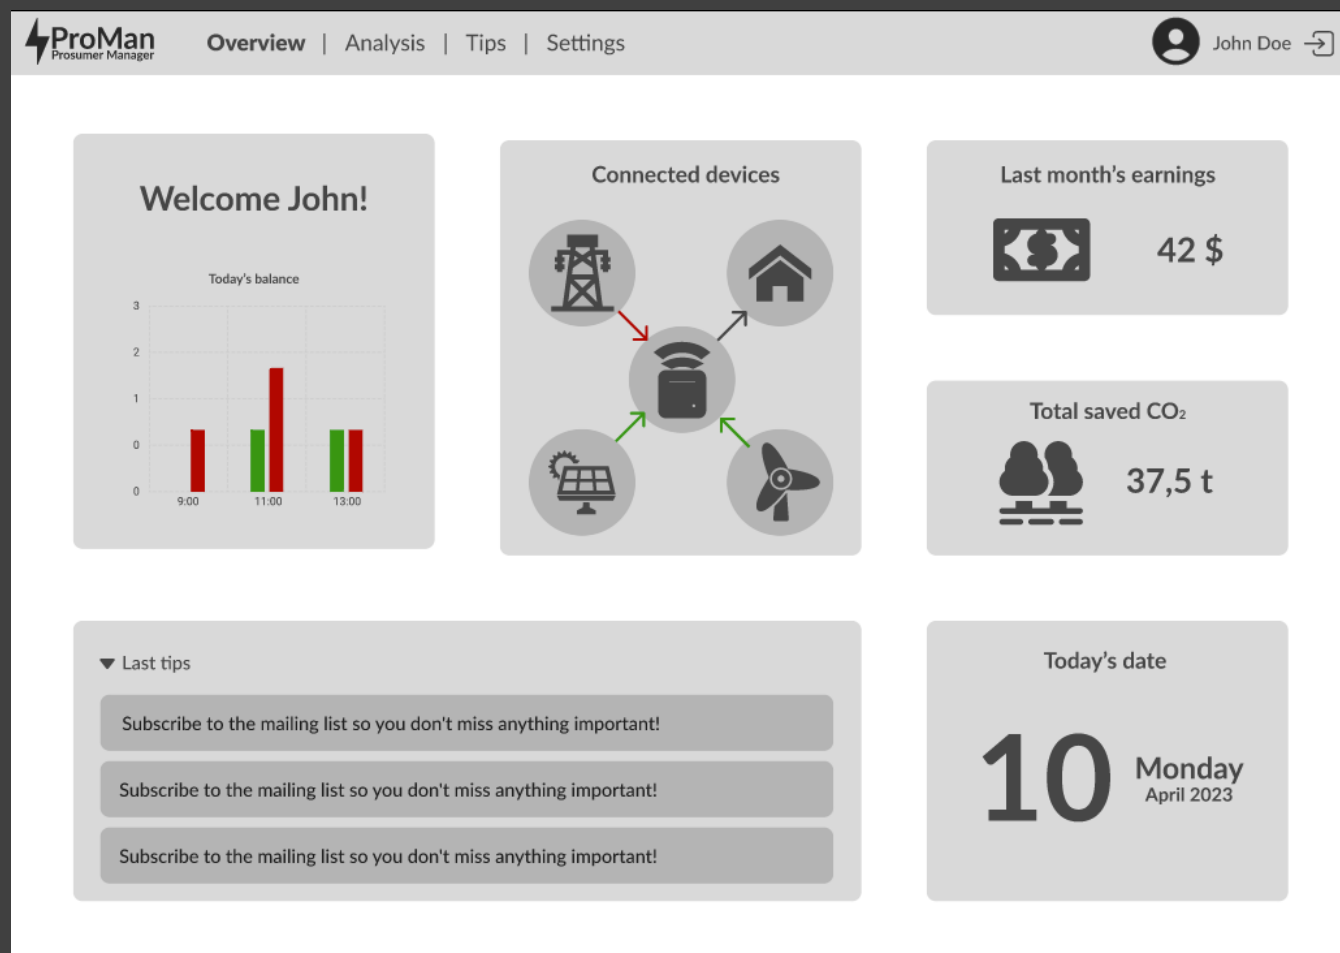 ProMan
Prosumer Manager
Overview | Analysis | Tips | Settings
John Doe
Welcome John!
Today's balance
3
2
1
0
0
9:00 11:00 13:00
Connected devices
Last month's earnings
42 $
Total saved CO₂
37,5 t
Last tips
Subscribe to the mailing list so you don't miss anything important!
Subscribe to the mailing list so you don't miss anything important!
Subscribe to the mailing list so you don't miss anything important!
Today's date
10
Monday
April 2023